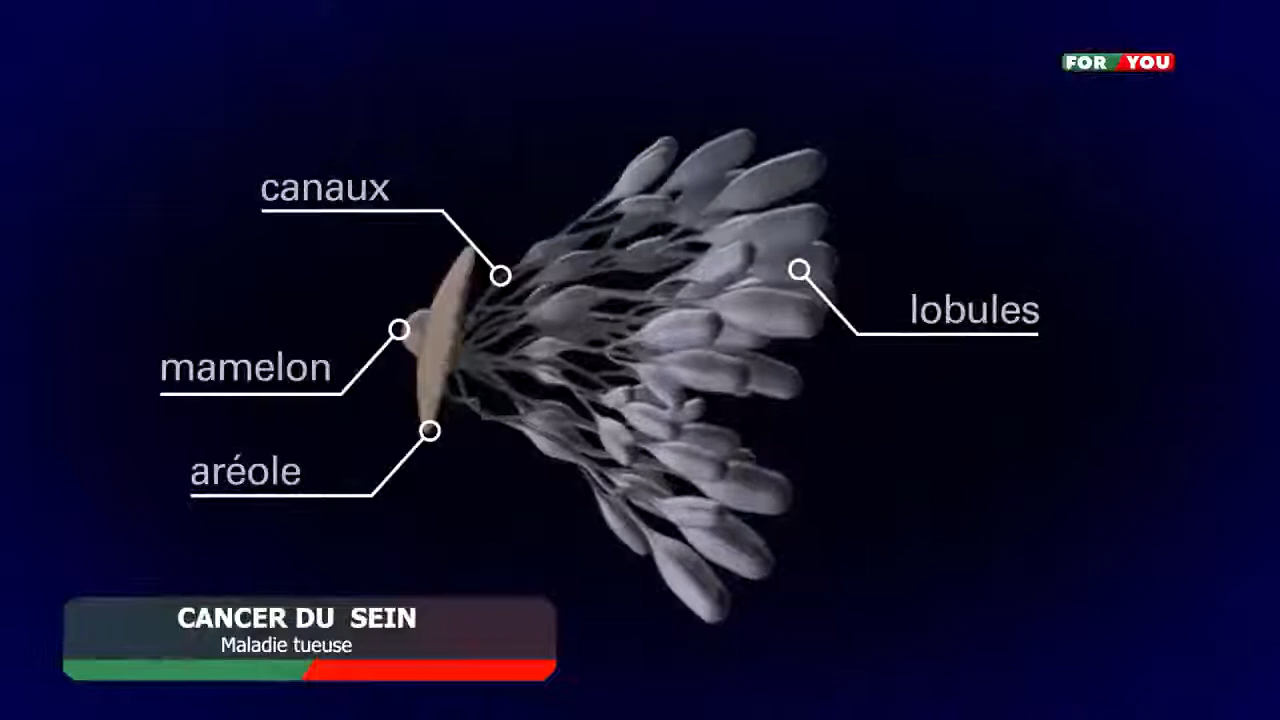 FOR YOU
canaux
lobules
mamelon
aréole
CANCER DU SEIN
Maladie tueuse